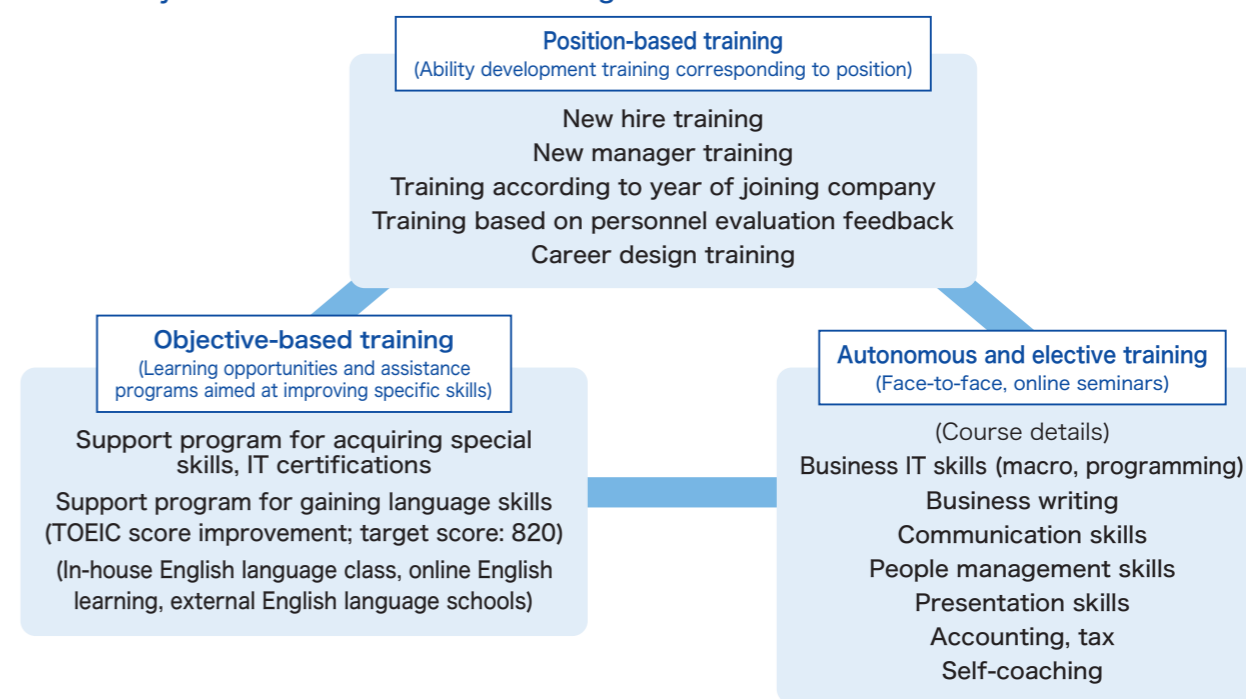 Position-based training
(Ability development training corresponding to position)
New hire training
New manager training
Training according to year of joining company
Training based on personnel evaluation feedback
Career design training
Objective-based training
(Learning opportunities and assistance
programs aimed at improving specific skills)
Support program for acquiring special
skills, IT certifications
Support program for gaining language skills
(TOEIC score improvement; target score: 820)
(In-house English language class, online English
learning, external English language schools)
Autonomous and elective training
(Face-to-face, online seminars)
(Course details)
Business IT skills (macro, programming)
Business writing
Communication skills
People management skills
Presentation skills
Accounting, tax
Self-coaching